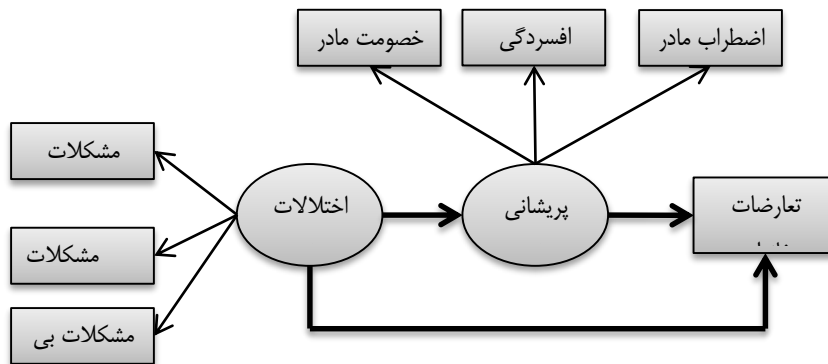 اضطراب مادر
افسردگی
خصومت مادر
مشکلات
اختلالات
پریشانی
تعارضات
مشکلات
مشکلات بی